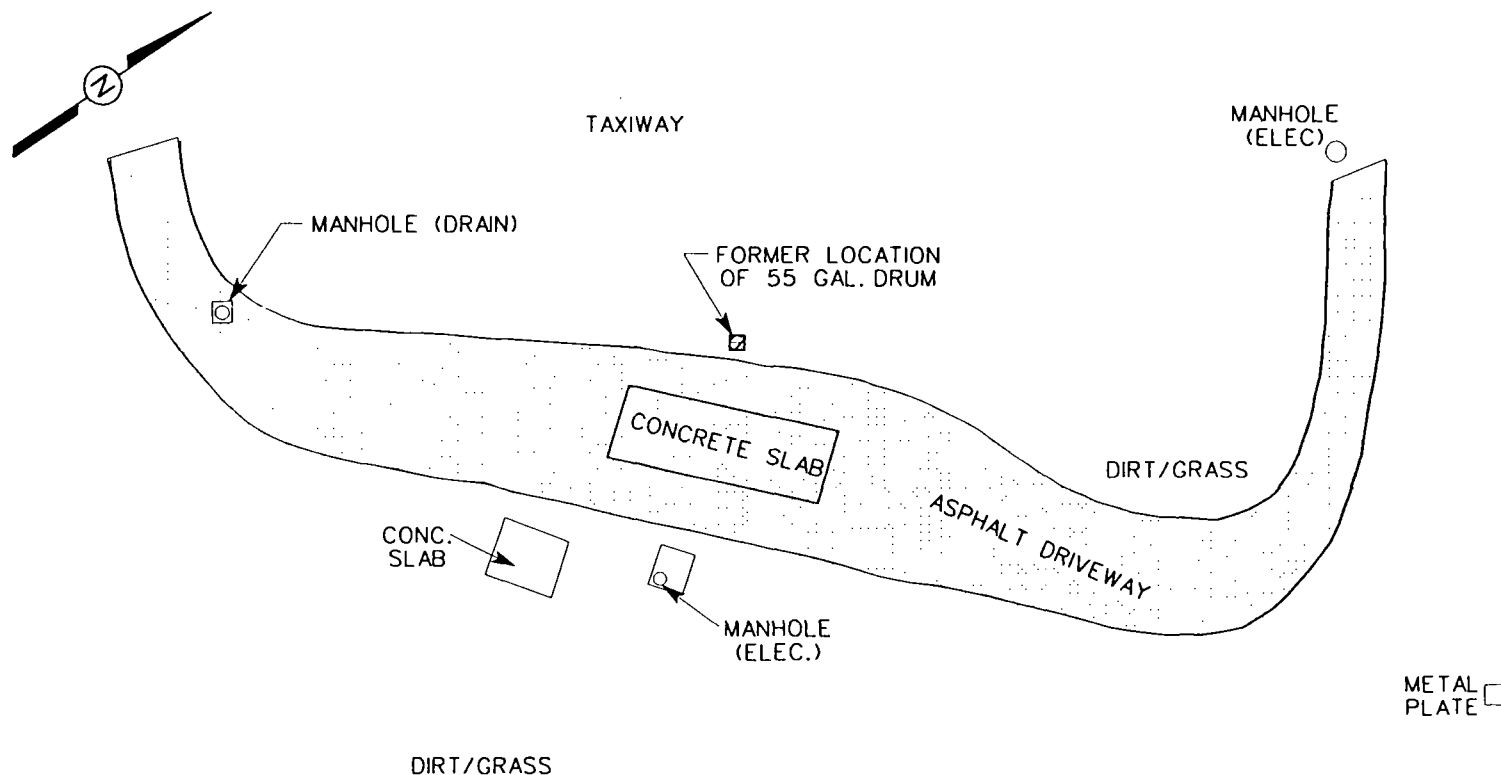 N
TAXIWAY
MANHOLE
(ELEC)
MANHOLE (DRAIN)
FORMER LOCATION
OF 55 GAL. DRUM
CONCRETE SLAB
DIRT/GRASS
ASPHALT DRIVEWAY
CONC.
SLAB
MANHOLE
(ELEC.)
METAL
PLATE
DIRT/GRASS